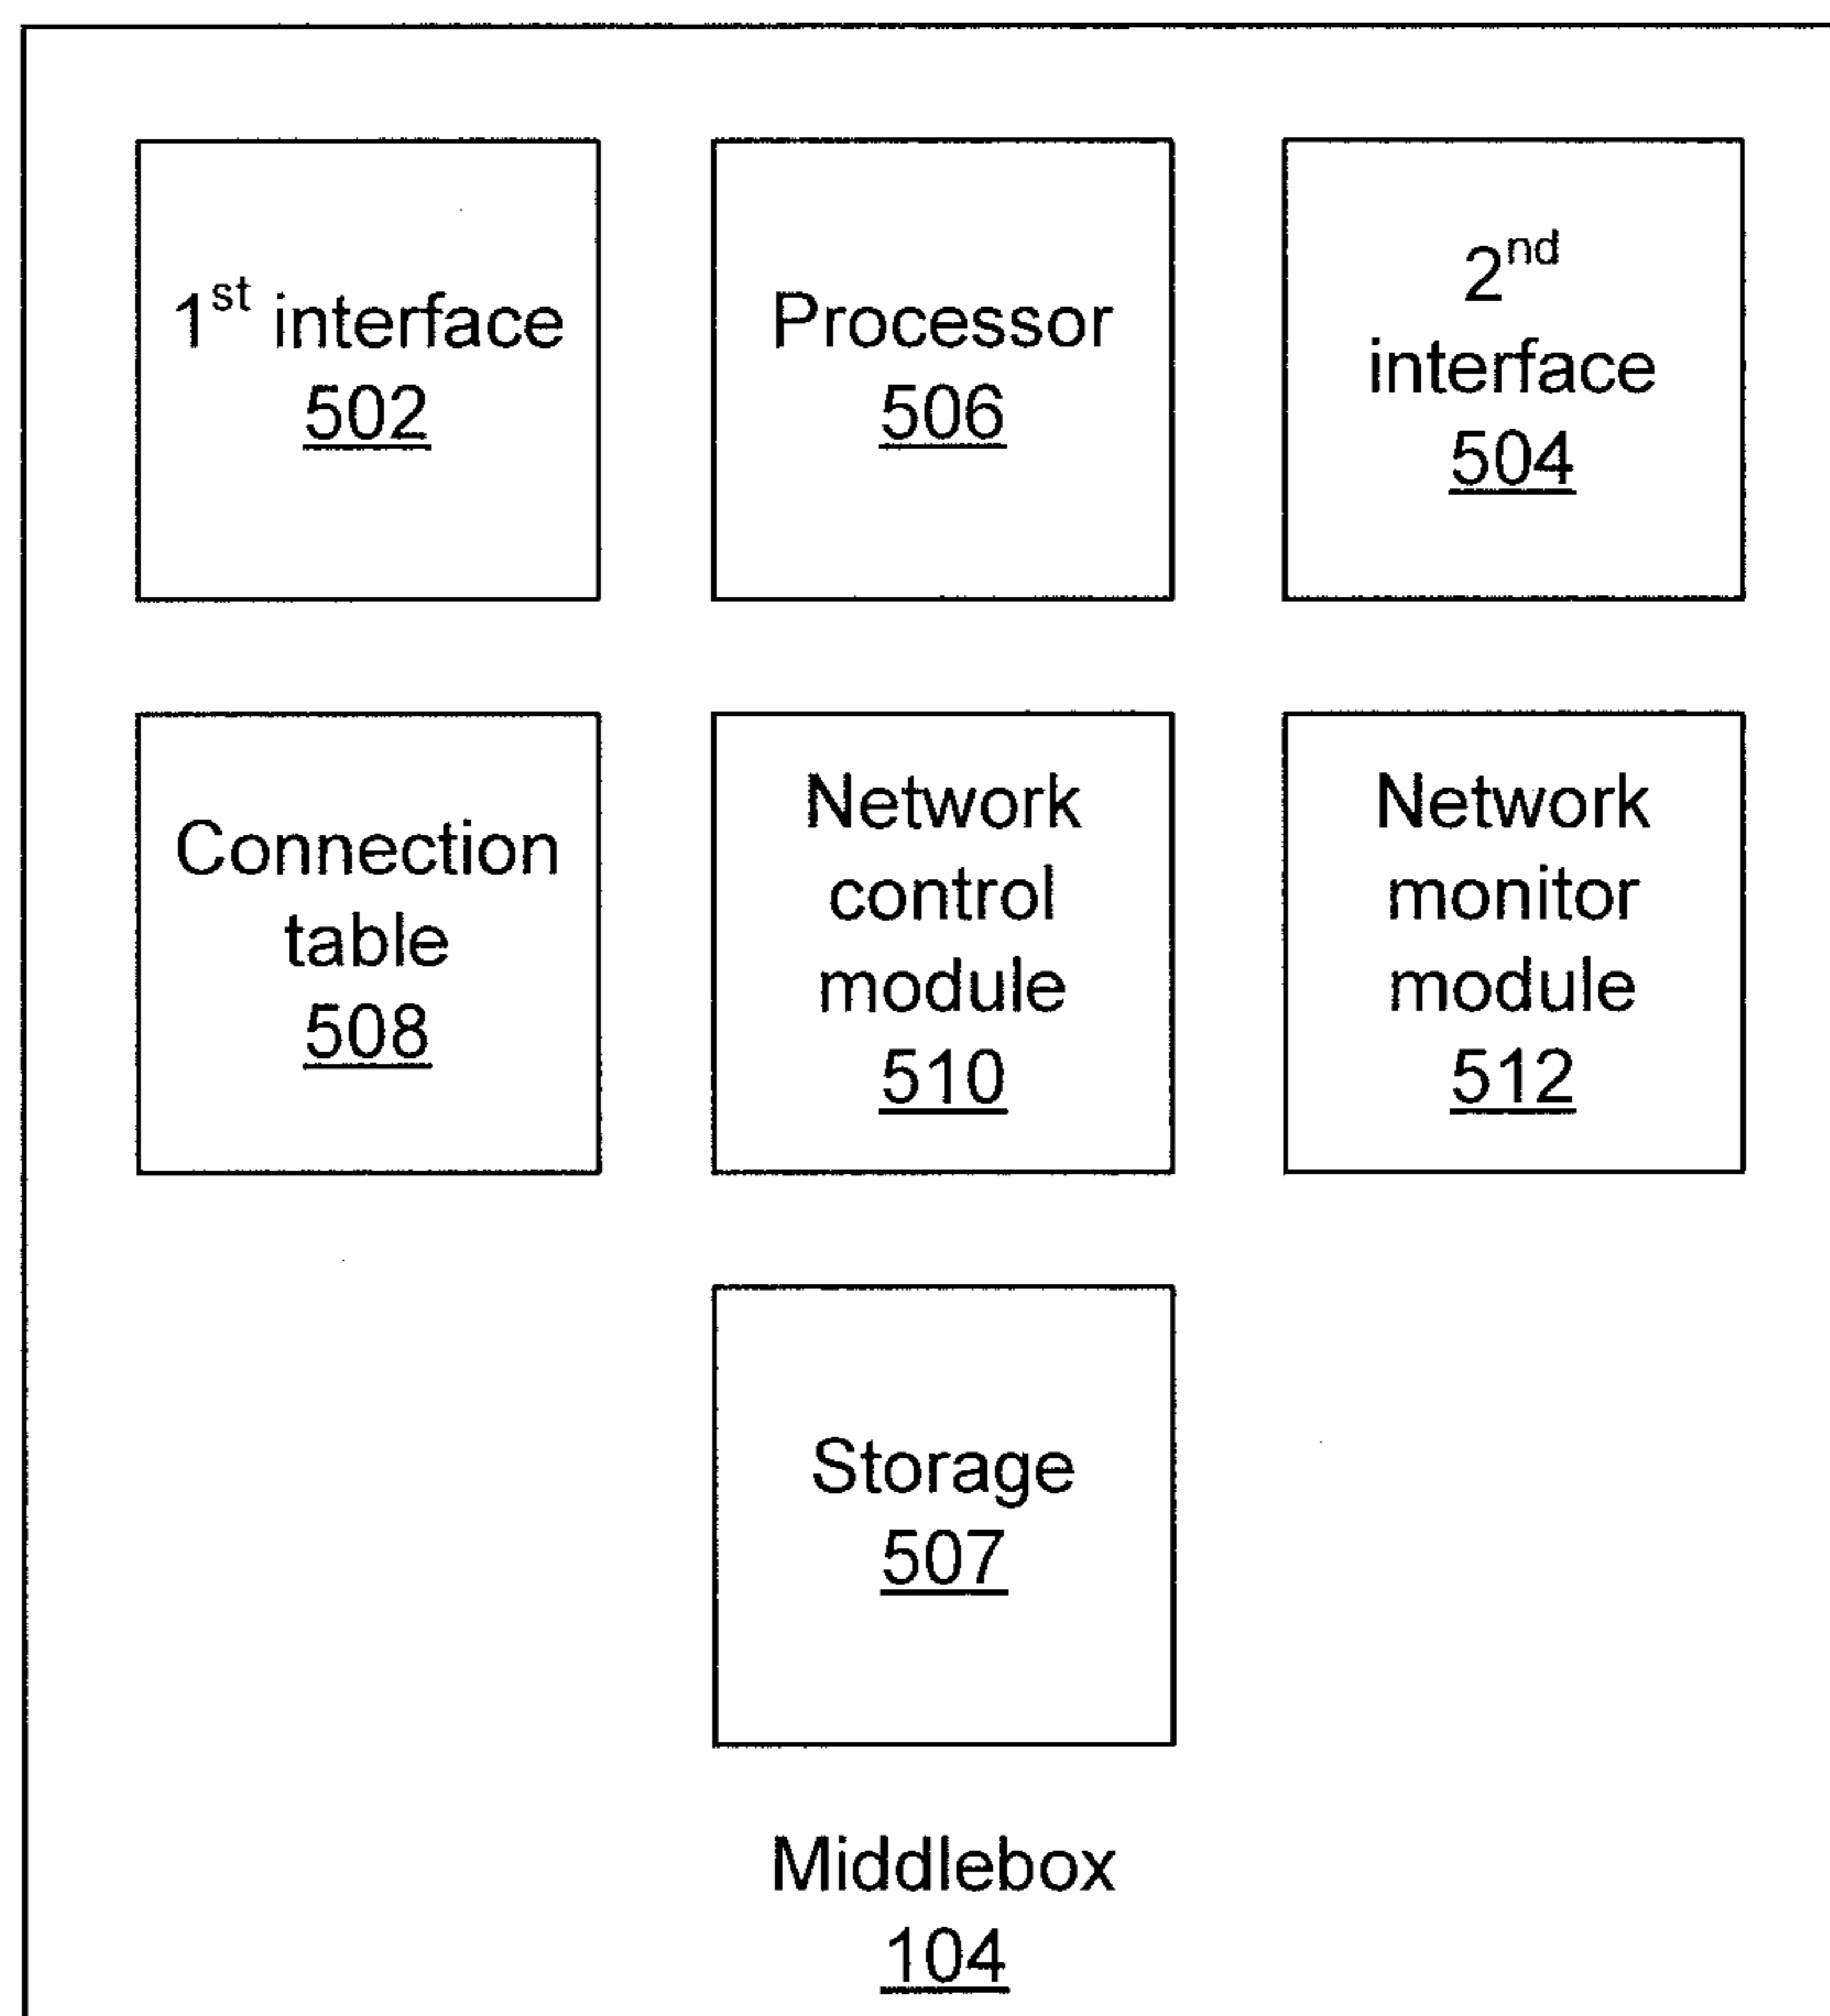 1st interface
502
Processor
506
2nd
interface
504
Connection
table
508
Network
control
module
510
Network
monitor
module
512
Storage
507
Middlebox
104